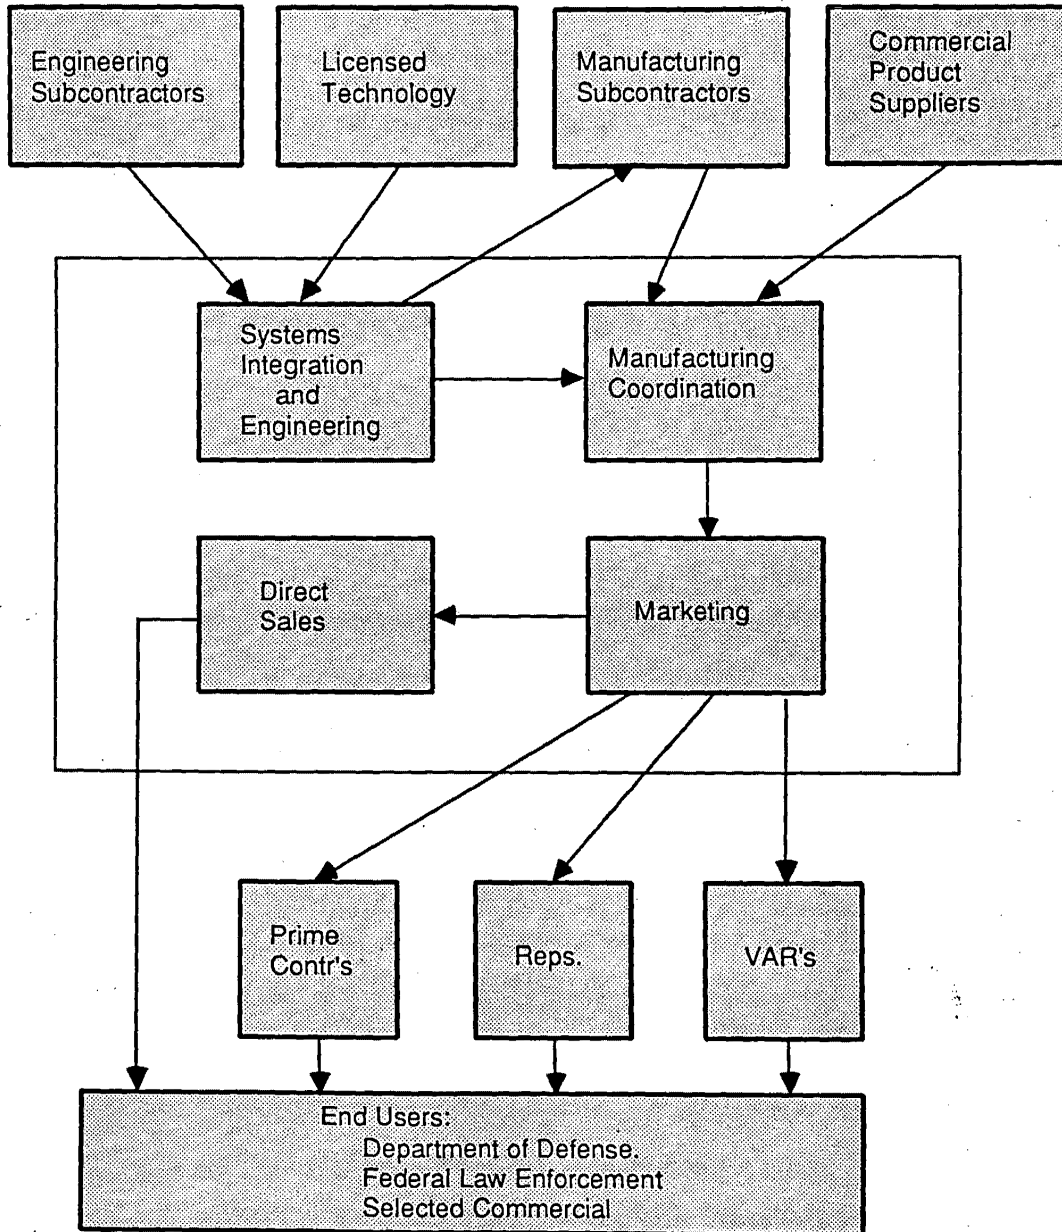 Engineering
Subcontractors
Licensed
Technology
Manufacturing
Subcontractors
Commercial
Product
Suppliers
Systems
Integration
and
Engineering
Manufacturing
Coordination
Direct
Sales
Marketing
Prime
Contr's
Reps.
VAR's
End Users:
Department of Defense.
Federal Law Enforcement
Selected Commercial